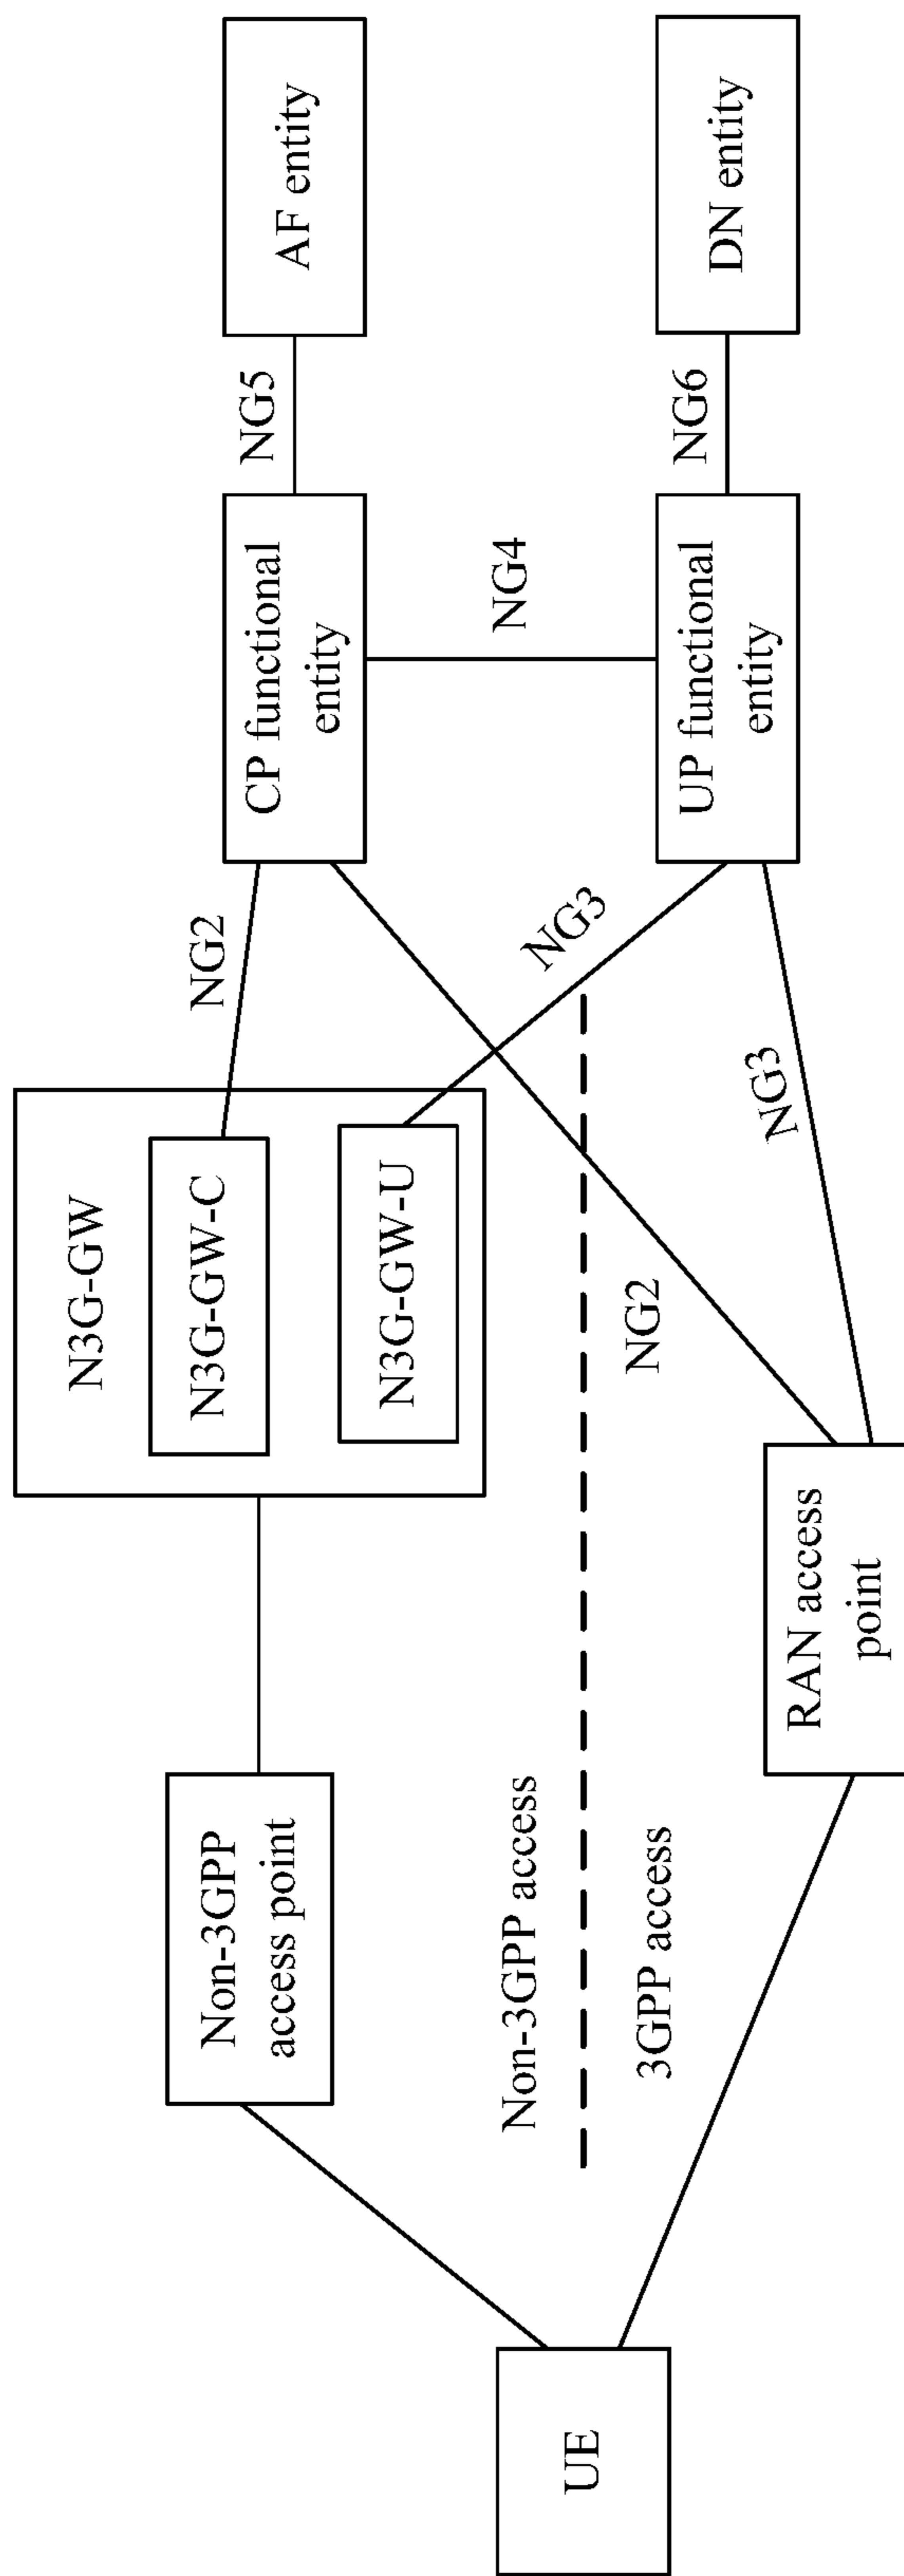 N3G-GW
N3G-GW-C
N3G-GW-U
Non-3GPP
access point
NG2
CP functional
entity
NG5
AF entity
NG4
NG3
Non-3GPP access
3GPP access
NG2
UE
RAN access
point
NG3
UP functional
entity
NG6
DN entity